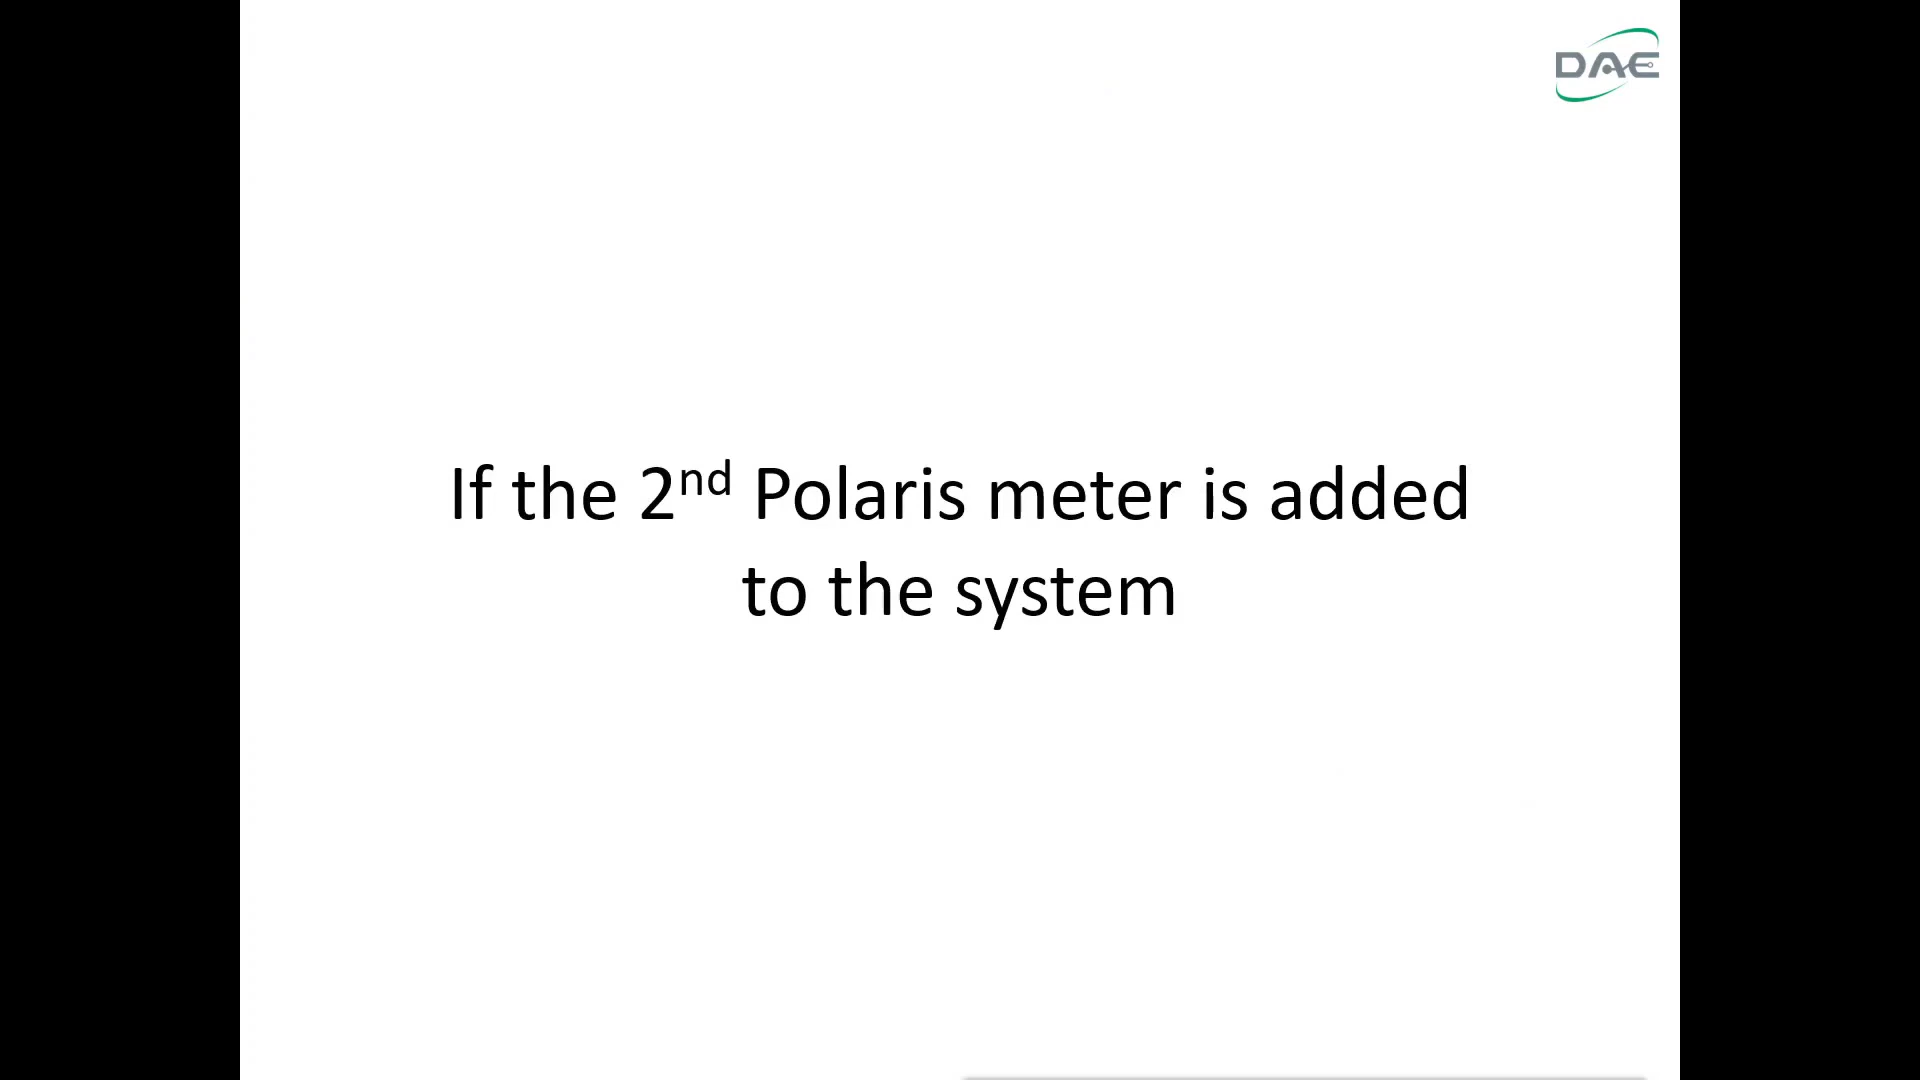 DAE
If the 2nd Polaris meter is added
to the system